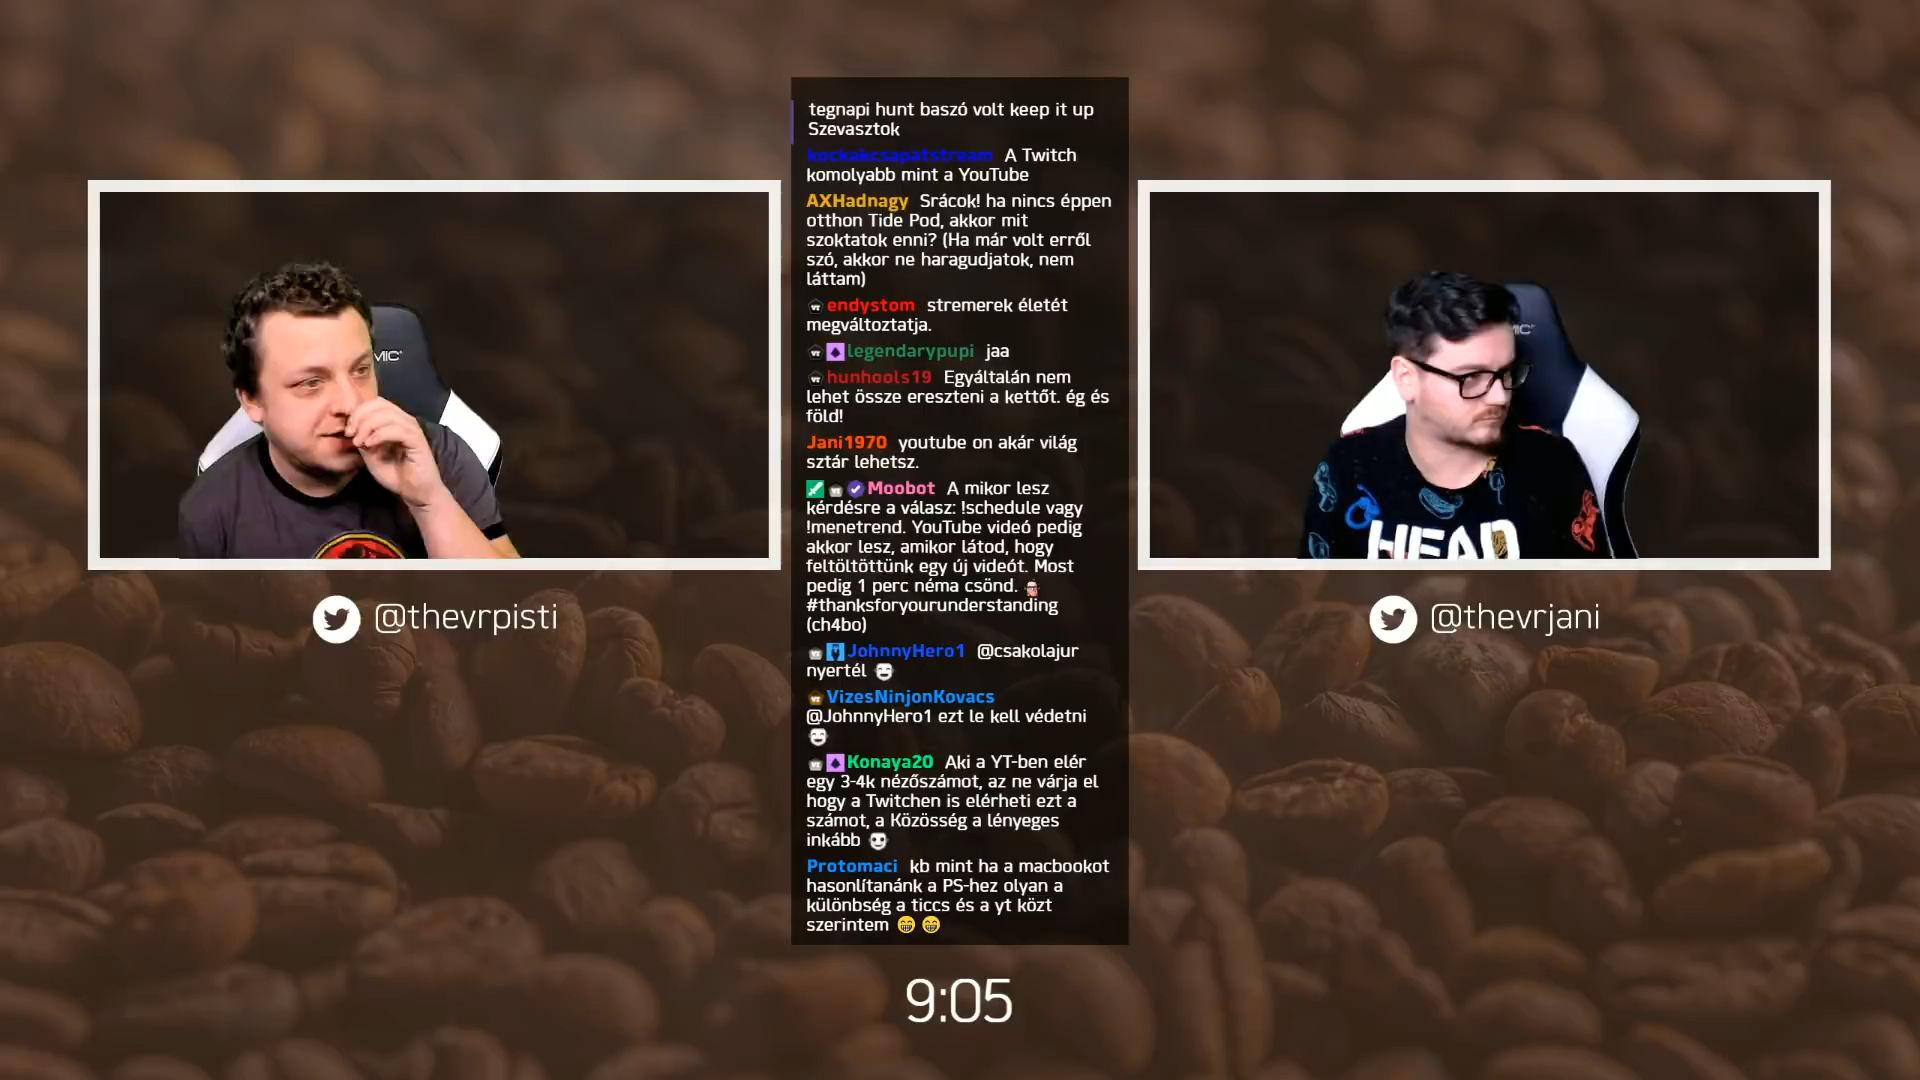 tegnapi hunt baszó volt keep it up
Szevasztok
kockakcsapatstream A Twitch
komolyabb mint a YouTube
AXHadnagy Srácok! ha nincs éppen
otthon Tide Pod, akkor mit
szoktatok enni? (Ha már volt erről
szó, akkor ne haragudjatok, nem
láttam)
endystom stremerek életét
megváltoztatja.
legendarypupi jaa
hunhools19 Egyáltalán nem
lehet össze ereszteni a kettőt. ég és
föld!
Jani1970 youtube on akár világ
sztár lehetsz.
Moobot A mikor lesz
kérdésre a válasz: !schedule vagy
!menetrend. YouTube videó pedig
akkor lesz, amikor látod, hogy
feltöltöttünk egy új videót. Most
pedig 1 perc néma csönd.
#thanksforyourunderstanding
(ch4bo)
JohnnyHero1 @csakolajur
nyertél
VizesNinjonKovacs
@JohnnyHero1 ezt le kell védetni
Konaya20 Aki a YT-ben elér
egy 3-4k nézőszámot, az ne várja el
hogy a Twitchen is elérheti ezt a
számot, a Közösség a lényeges
inkább
Protomaci kb mint ha a macbookot
hasonlítanánk a PS-hez olyan a
különbség a ticcs és a yt közt
szerintem
MIC
HEAD
@thevrpisti
@thevrjani
9:05